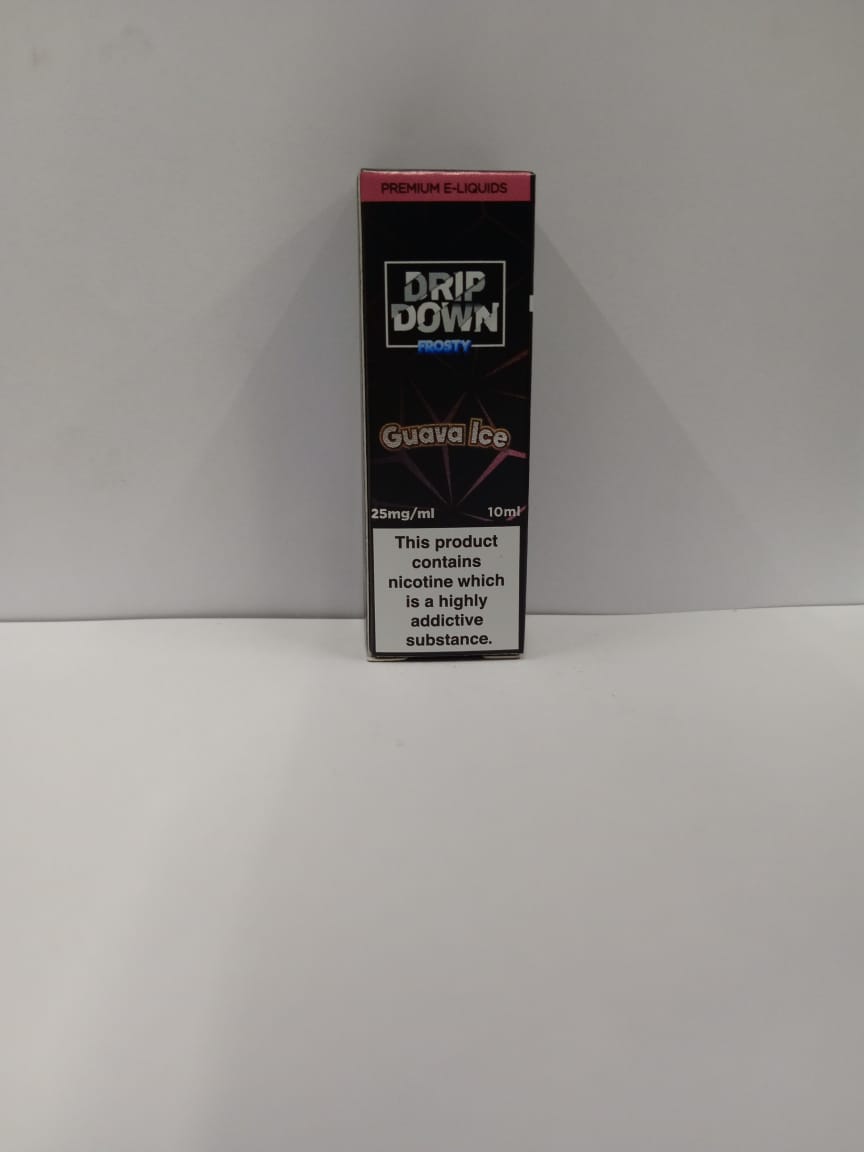 PREMIUM E-LIQUIDS
DRIP
DOWN
FROSTY
Guava Ice
25mg/ml 10ml
This product
contains
nicotine which
is a highly
addictive
substance.